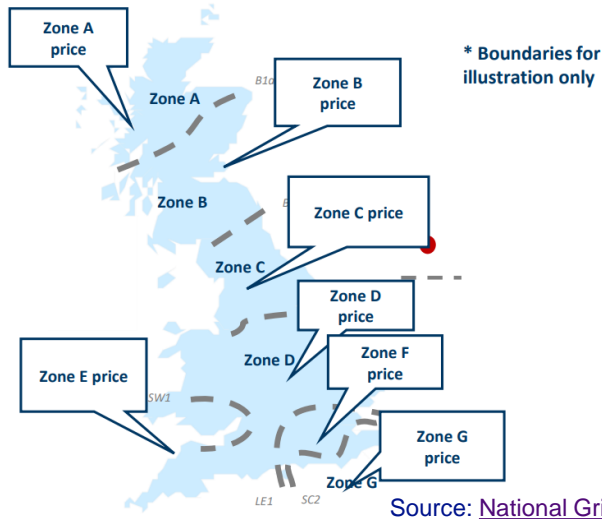 Zone A
price
* Boundaries for
illustration only
B1a
Zone B
price
Zone A
Zone B
Zone C price
Zone C
Zone D
price
Zone D
Zone F
price
Zone E price
SW1
Zone G
price
Zone G
LE1
SC2
Source: National Gri